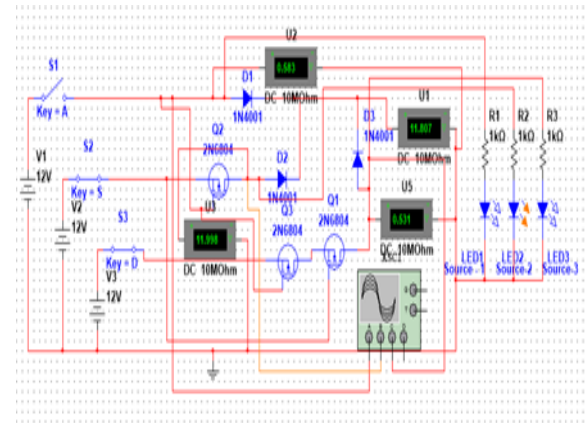 U2
0.583
S1
D1
1N4001
Key = A
U1
11.807
DC 10MOhm
D3
1N4001
DC 10MOhm
R1 R2 R3
1kΩ 1kΩ 1kΩ
Q2
2N6804
V1
12V
S2
Key = S
D2
1N4001
V2
12V
U3
11.998
DC 10MOhm
Q3
2N6804
Q1
2N6804
U5
0.531
DC 10MOhm
S3
Key = D
V3
12V
XSC1
LED1 LED2 LED3
Source-1 Source-2 Source-3